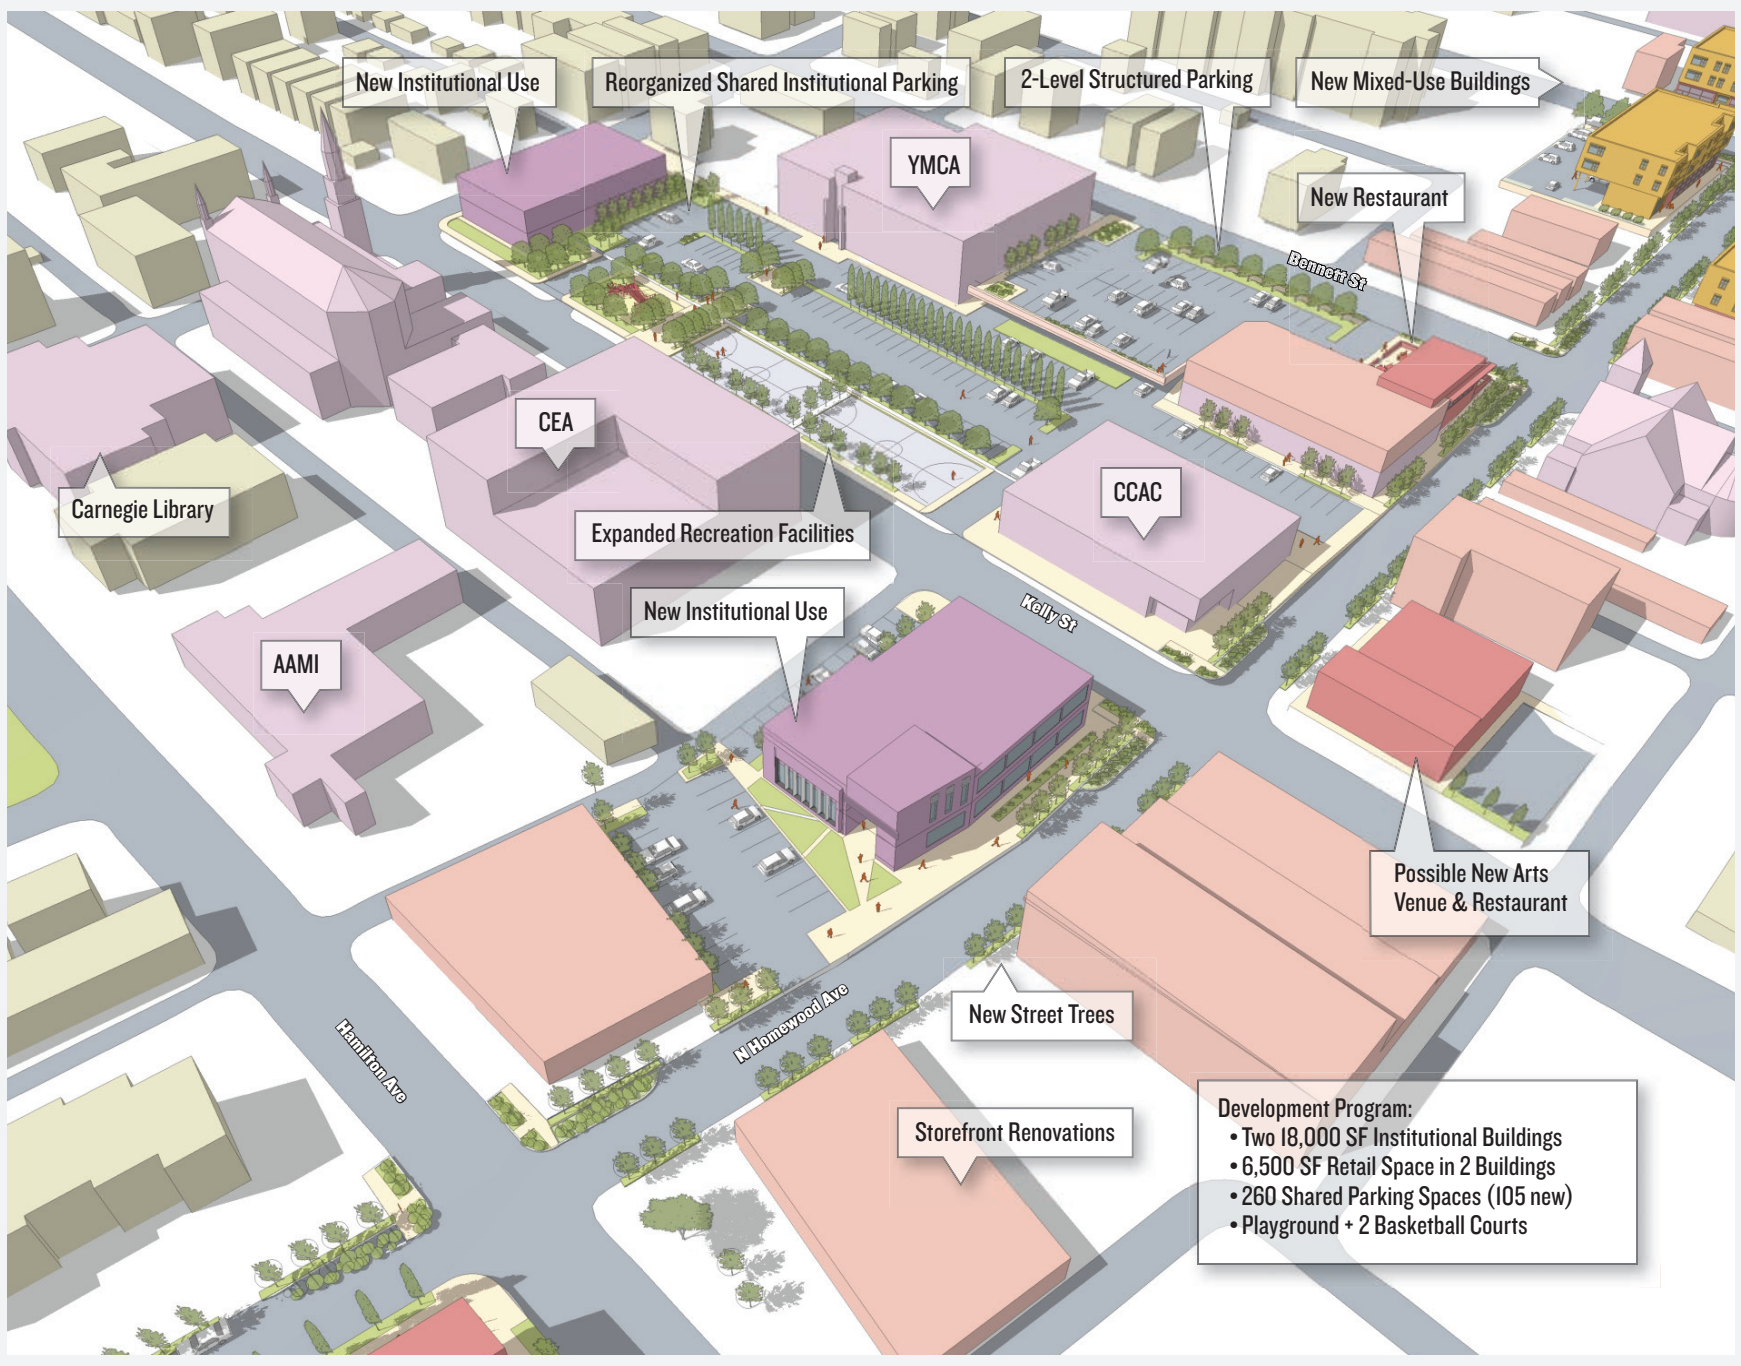 New Institutional Use
Reorganized Shared Institutional Parking
2-Level Structured Parking
New Mixed-Use Buildings
YMCA
New Restaurant
Bennett St
CEA
CCAC
Carnegie Library
Expanded Recreation Facilities
New Institutional Use
Kelly St
AAMI
Possible New Arts
Venue & Restaurant
New Street Trees
N Homewood Ave
Hamilton Ave
Storefront Renovations
Development Program:
• Two 18,000 SF Institutional Buildings
• 6,500 SF Retail Space in 2 Buildings
• 260 Shared Parking Spaces (105 new)
• Playground + 2 Basketball Courts